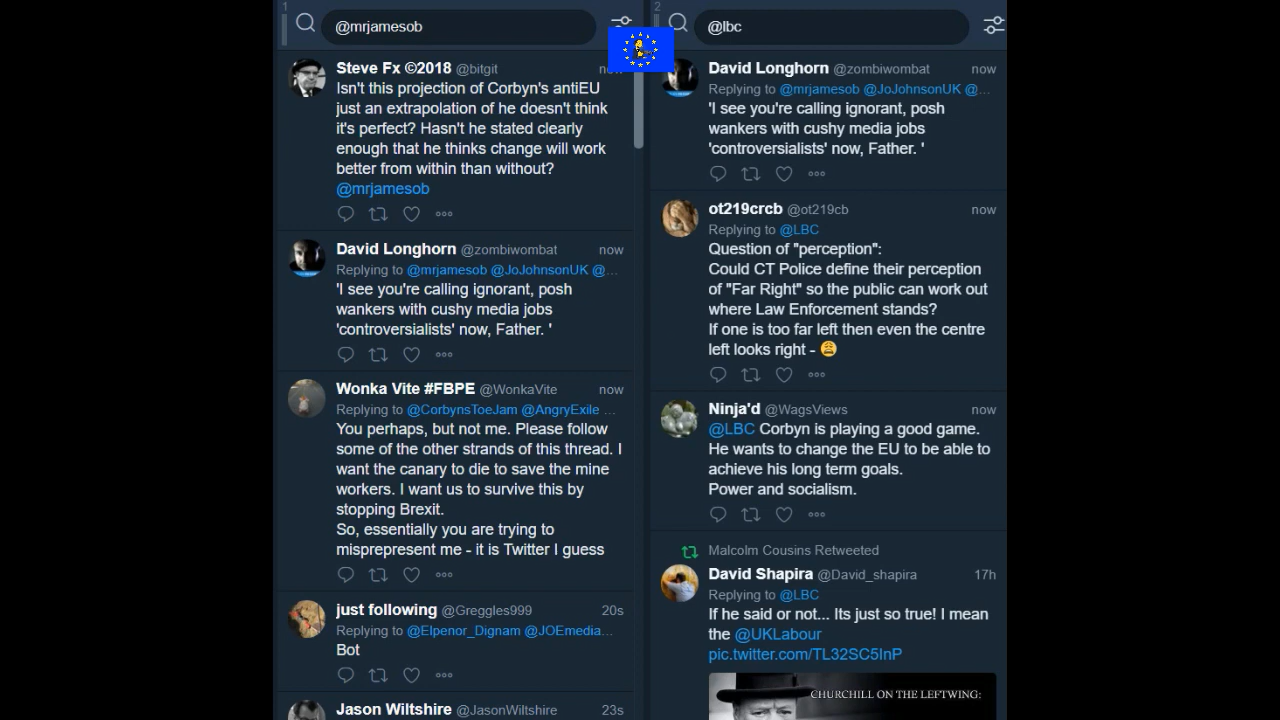 1
@mrjamesob
Steve Fx ©2018 @bitgit now
Isn't this projection of Corbyn's antiEU
just an extrapolation of he doesn't think
it's perfect? Hasn't he stated clearly
enough that he thinks change will work
better from within than without?
@mrjamesob
David Longhorn @zombiwombat now
Replying to @mrjamesob @JoJohnsonUK @...
'I see you're calling ignorant, posh
wankers with cushy media jobs
'controversialists' now, Father. '
Wonka Vite #FBPE @WonkaVite now
Replying to @CorbynsToeJam @AngryExile ...
You perhaps, but not me. Please follow
some of the other strands of this thread. I
want the canary to die to save the mine
workers. I want us to survive this by
stopping Brexit.
So, essentially you are trying to
misprepresent me - it is Twitter I guess
just following @Greggles999 20s
Replying to @Elpenor_Dignam @JOEmedia...
Bot
Jason Wiltshire @JasonWiltshire 23s
2
@lbc
David Longhorn @zombiwombat now
Replying to @mrjamesob @JoJohnsonUK @...
'I see you're calling ignorant, posh
wankers with cushy media jobs
'controversialists' now, Father. '
ot219crcb @ot219cb now
Replying to @LBC
Question of "perception":
Could CT Police define their perception
of "Far Right" so the public can work out
where Law Enforcement stands?
If one is too far left then even the centre
left looks right - 😩
Ninja'd @WagsViews now
@LBC Corbyn is playing a good game.
He wants to change the EU to be able to
achieve his long term goals.
Power and socialism.
Malcolm Cousins Retweeted
David Shapira @David_shapira 17h
Replying to @LBC
If he said or not... Its just so true! I mean
the @UKLabour
pic.twitter.com/TL32SC5InP
CHURCHILL ON THE LEFTWING: